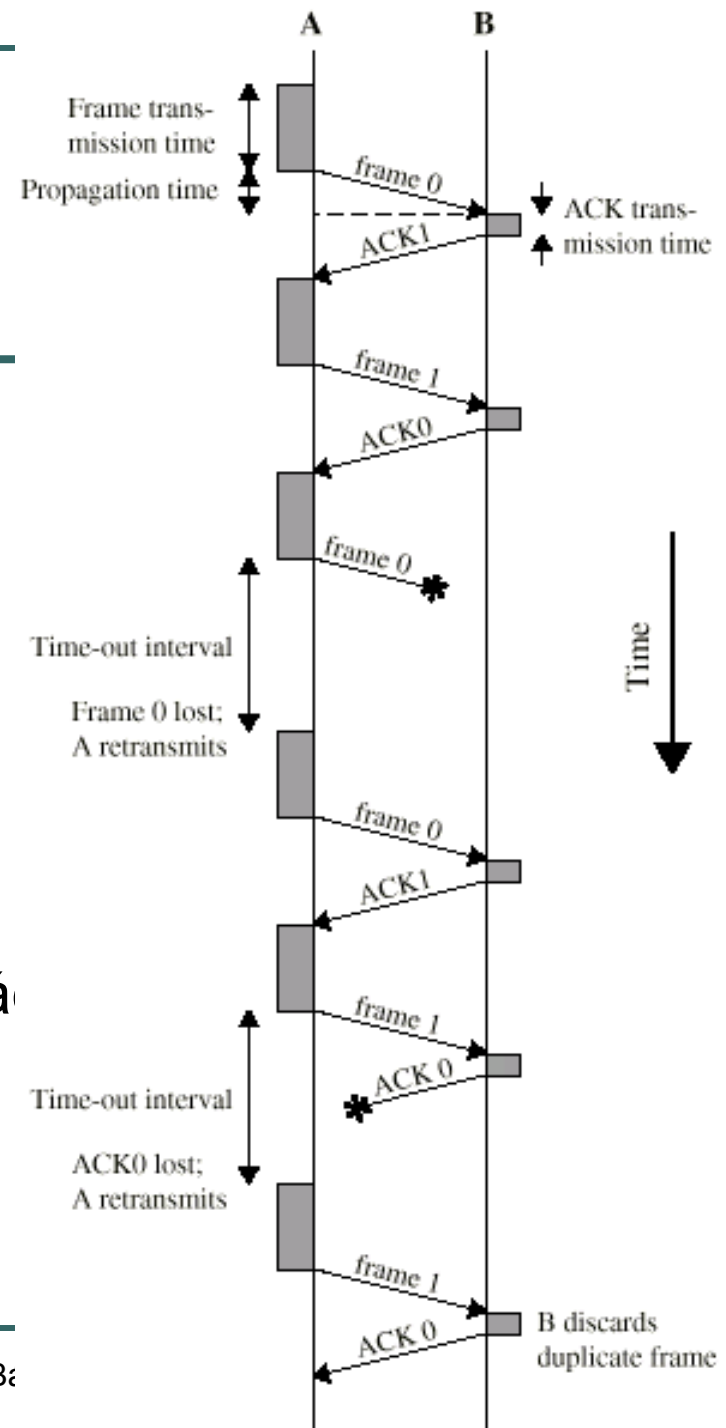 A
B
Frame trans-
mission time
frame 0
Propagation time
ACK trans-
mission time
ACK1
frame 1
ACK0
frame 0
Time-out interval
Time
Frame 0 lost;
A retransmits
frame 0
ACK1
frame 1
ACK 0
Time-out interval
ACK0 lost;
A retransmits
frame 1
ACK 0
B discards
duplicate frame